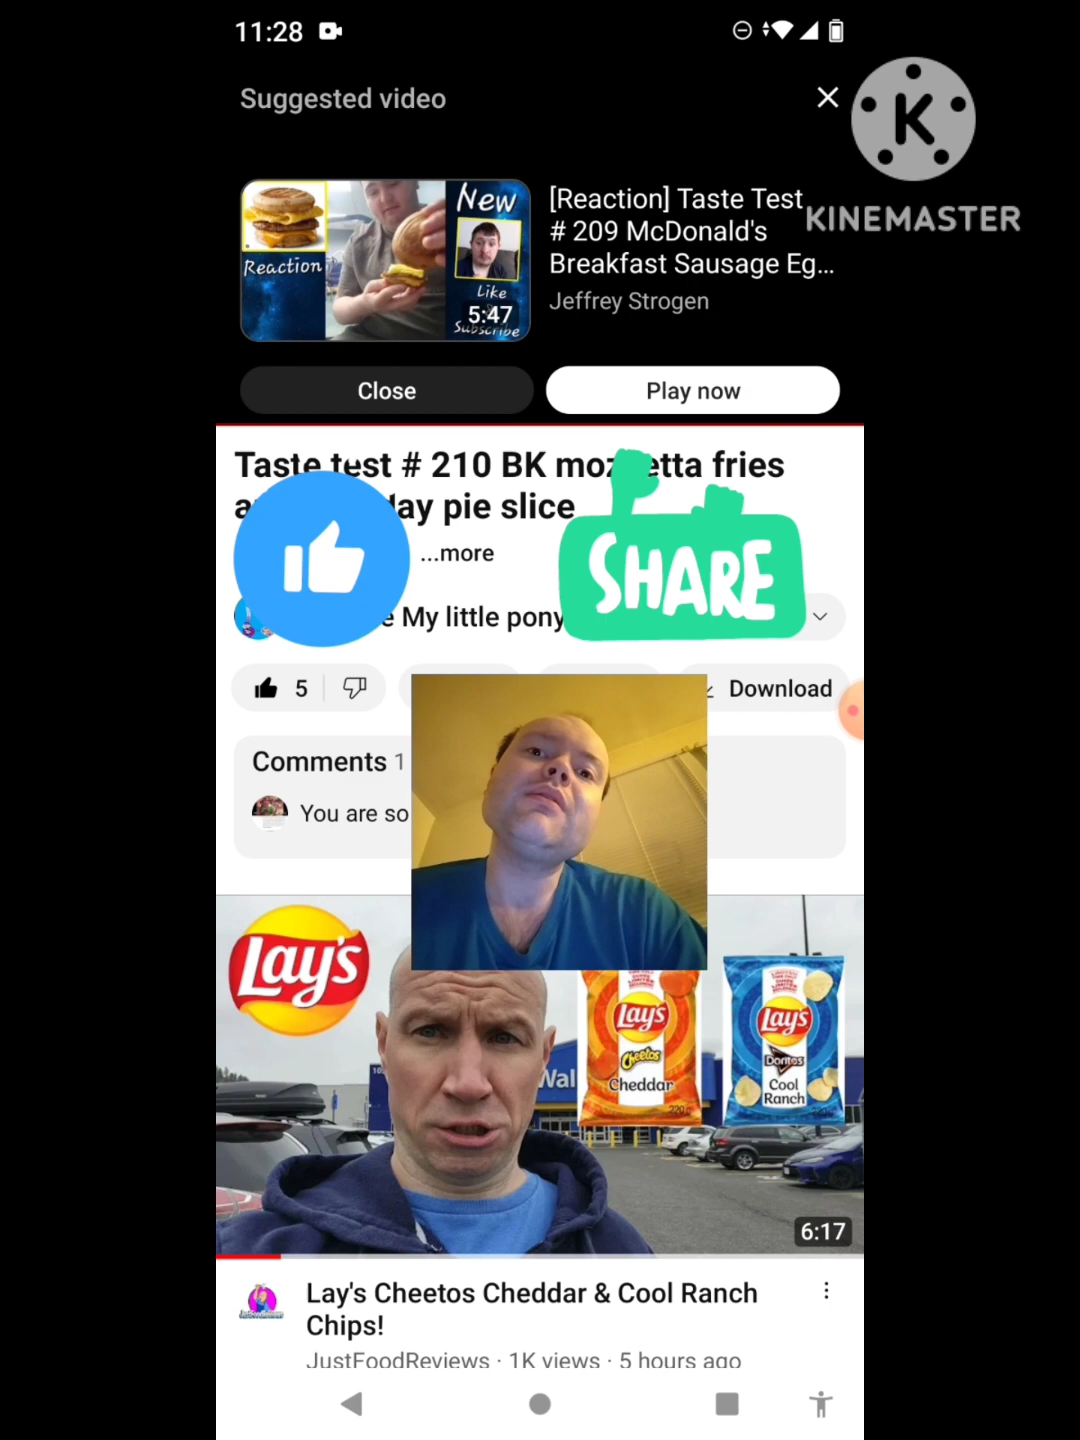 11:28
Suggested video
K
KINEMASTER
New
Reaction
Like
5:47
Subscribe
[Reaction] Taste Test
# 209 McDonald's
Breakfast Sausage Eg...
Jeffrey Strogen
Close
Play now
Taste test # 210 BK mozzetta fries
pie slice
...more
SHARE
My little pony
5
Download
Comments 1
You are so
Lay's
Lay's
Cheetos
Cheddar
220g
Lay's
Doritos
Cool
Ranch
Wal
6:17
Lay's Cheetos Cheddar & Cool Ranch
Chips!
JustFoodReviews · 1K views · 5 hours ago